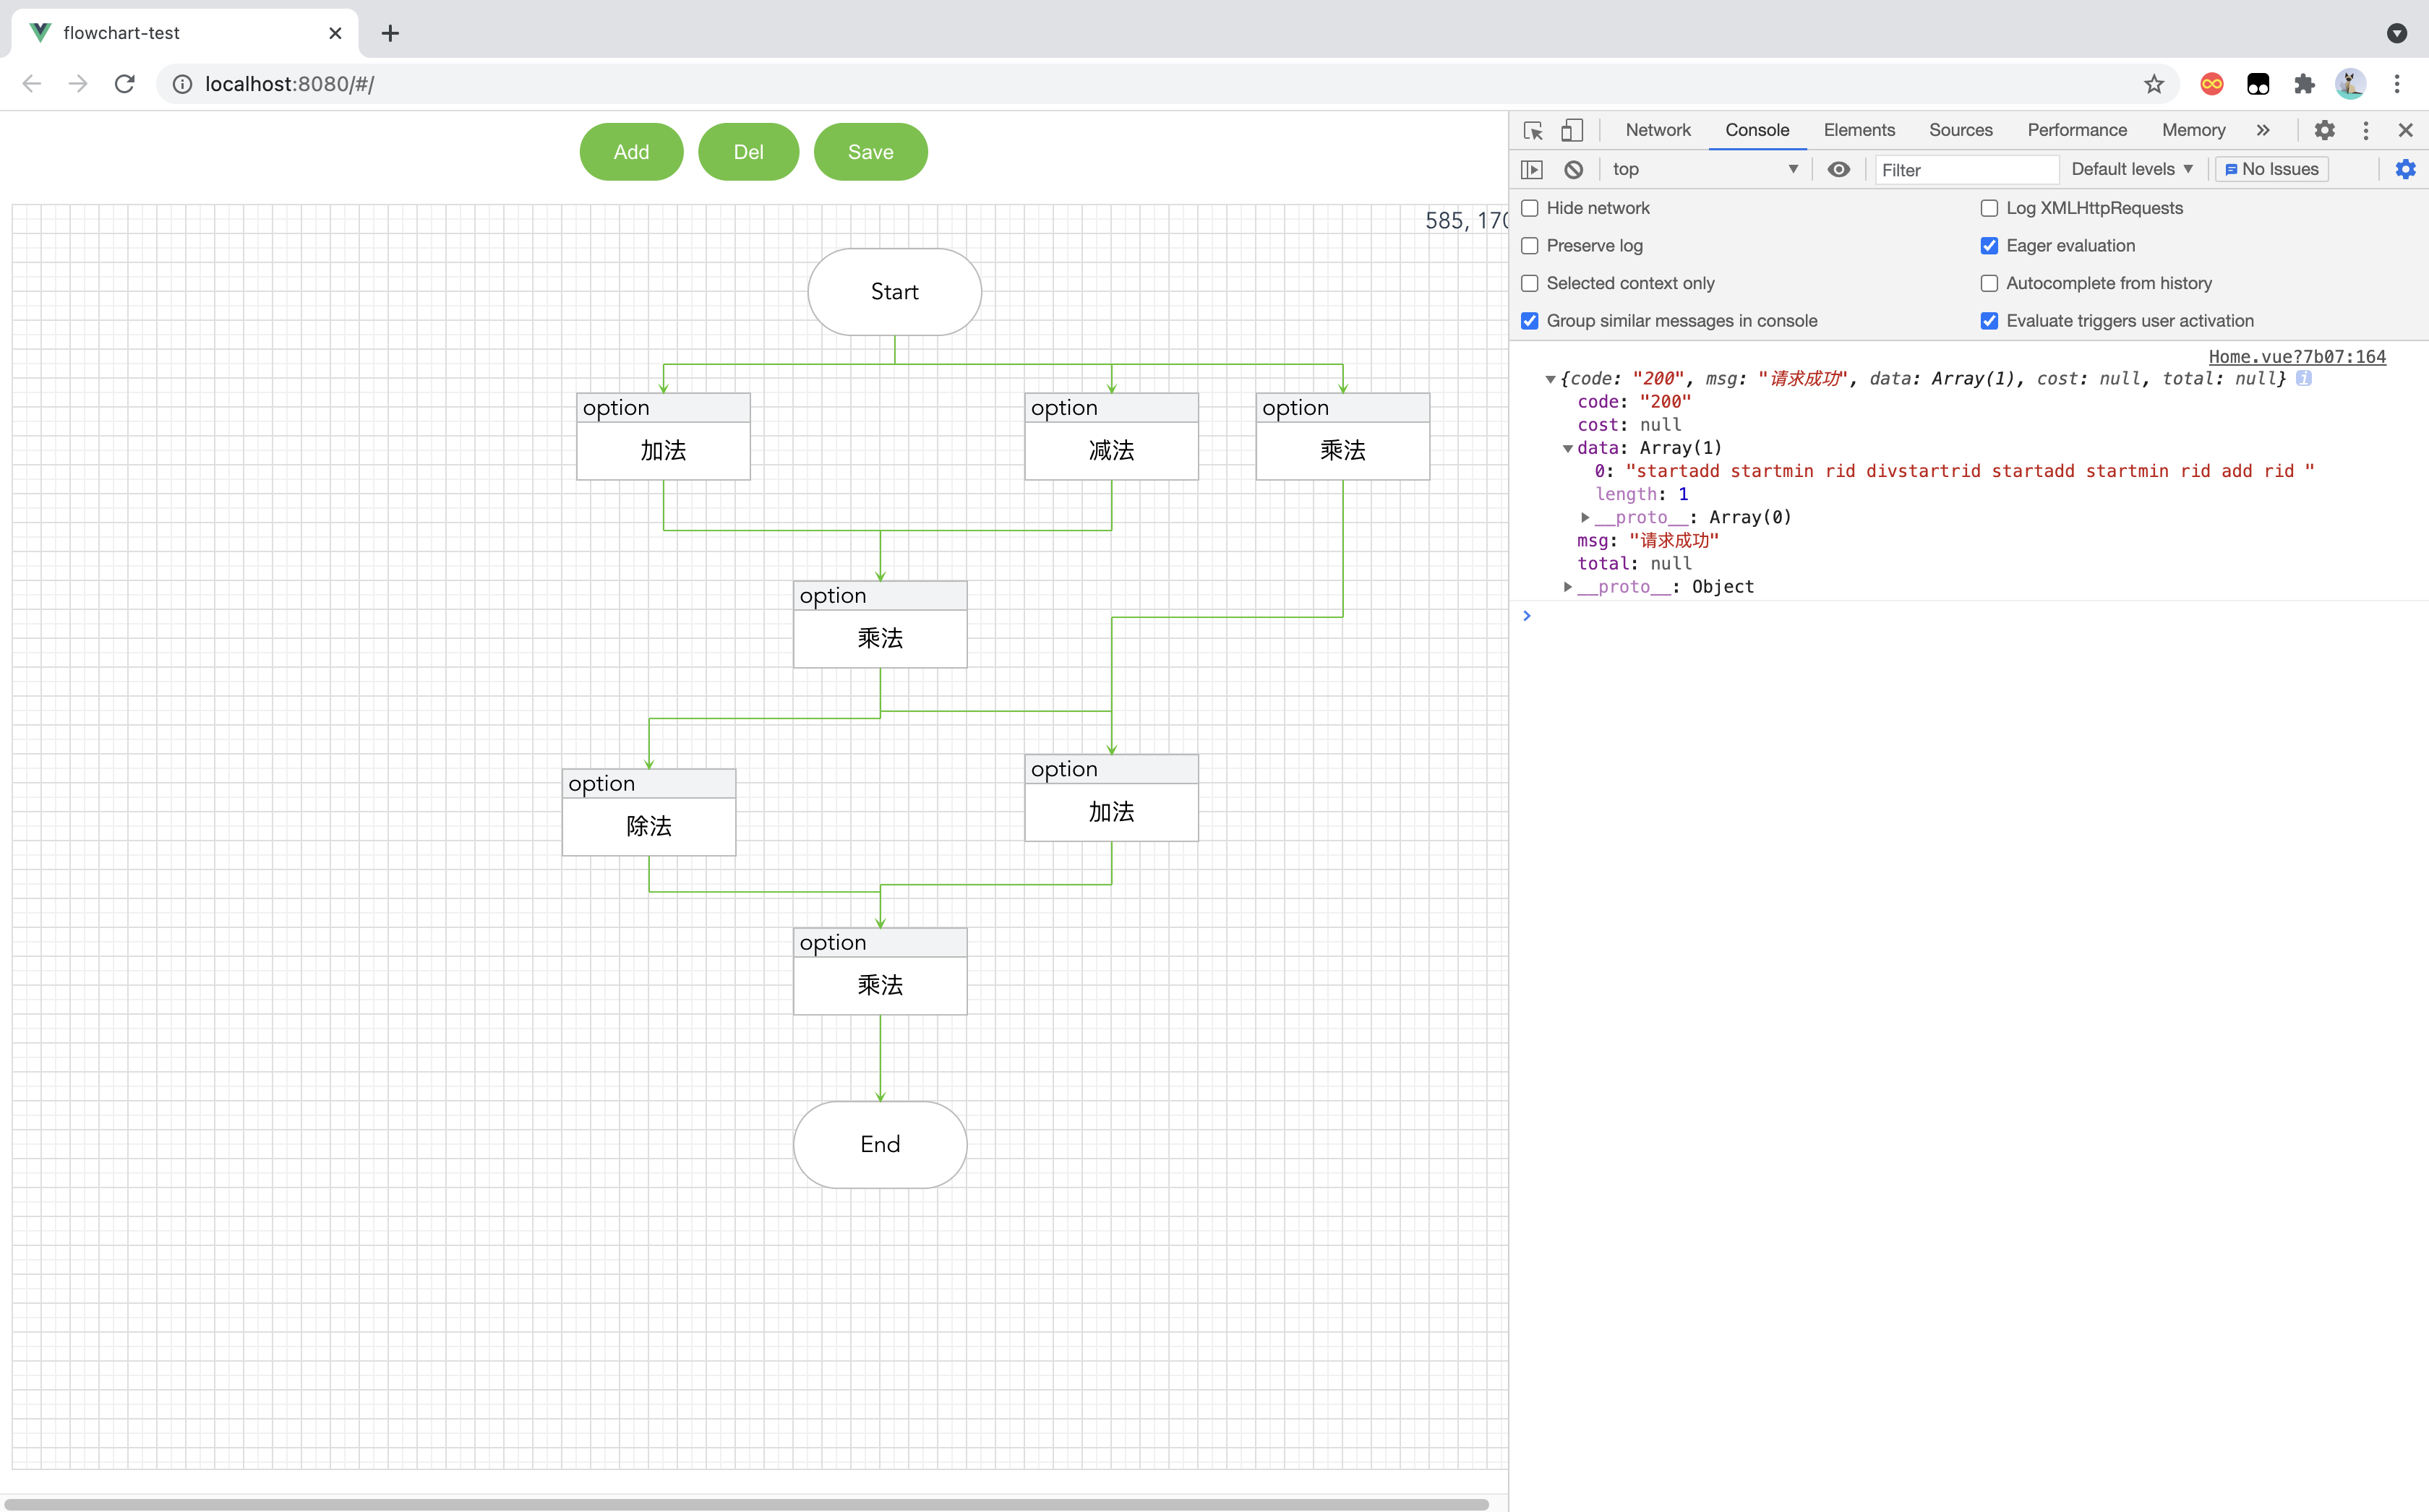 flowchart-test
localhost:8080/#/
Add Del Save
585, 170
Start
option option option
加法 减法 乘法
option
乘法
option
option
加法
除法
option
乘法
End
Network Console Elements Sources Performance Memory
top Filter Default levels No Issues
Hide network Log XMLHttpRequests
Preserve log Eager evaluation
Selected context only Autocomplete from history
Group similar messages in console Evaluate triggers user activation
Home.vue?7b07:164
{code: "200", msg: "请求成功", data: Array(1), cost: null, total: null}
code: "200"
cost: null
data: Array(1)
0: "startadd startmin rid divstartrid startadd startmin rid add rid "
length: 1
__proto__: Array(0)
msg: "请求成功"
total: null
__proto__: Object